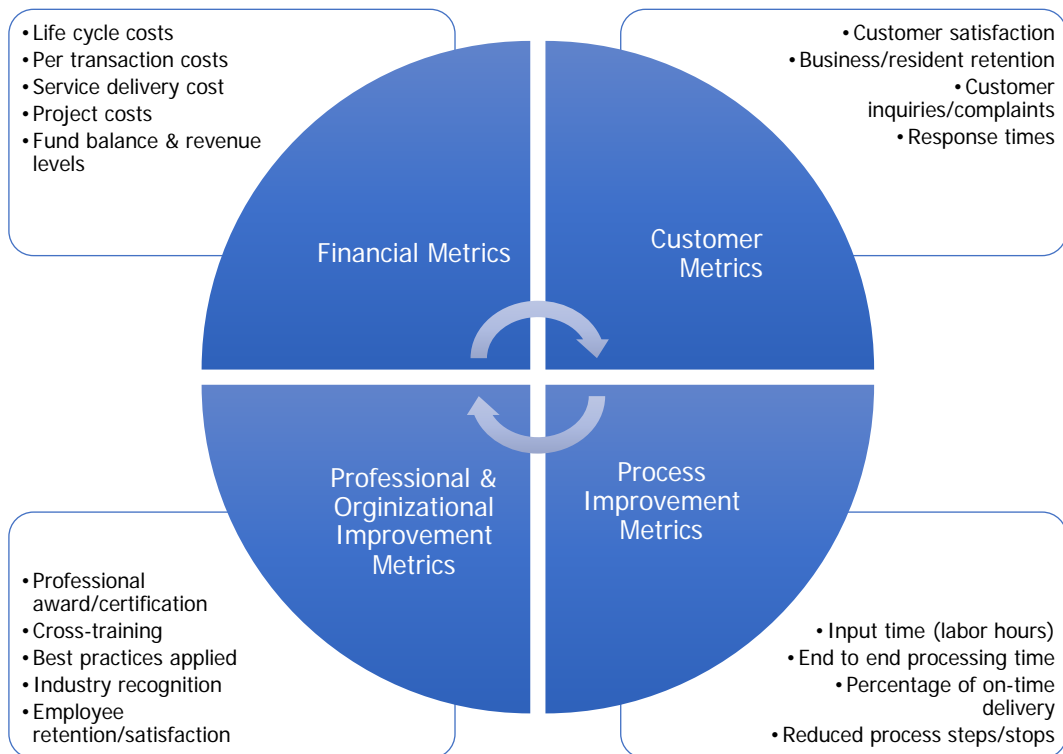 • Life cycle costs
• Per transaction costs
• Service delivery cost
• Project costs
• Fund balance & revenue
levels
• Customer satisfaction
• Business/resident retention
• Customer
inquiries/complaints
• Response times
Financial Metrics
Customer
Metrics
Professional &
Orginizational
Improvement
Metrics
Process
Improvement
Metrics
• Professional
award/certification
• Cross-training
• Best practices applied
• Industry recognition
• Employee
retention/satisfaction
• Input time (labor hours)
• End to end processing time
• Percentage of on-time
delivery
• Reduced process steps/stops